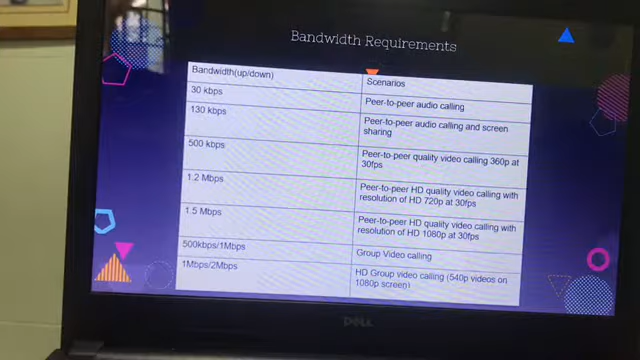 Bandwidth Requirements
Bandwidth(up/down) Scenarios
30 kbps Peer-to-peer audio calling
130 kbps Peer-to-peer audio calling and screen
sharing
500 kbps Peer-to-peer quality video calling 360p at
30fps
1.2 Mbps Peer-to-peer HD quality video calling with
resolution of HD 720p at 30fps
1.5 Mbps Peer-to-peer HD quality video calling with
resolution of HD 1080p at 30fps
500kbps/1Mbps Group Video calling
1Mbps/2Mbps HD Group video calling (540p videos on
1080p screen)
DELL